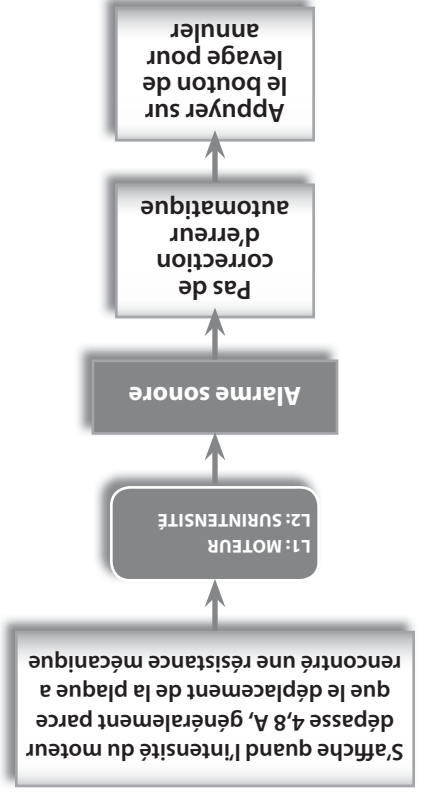 S'affiche quand l'intensité du moteur
dépasse 4,8 A, généralement parce
que le déplacement de la plaque a
rencontré une résistance mécanique
L1: MOTEUR
L2: SURINTENSITÉ
Alarme sonore
Pas de
correction
d'erreur
automatique
Appuyer sur
le bouton de
levage pour
annuler